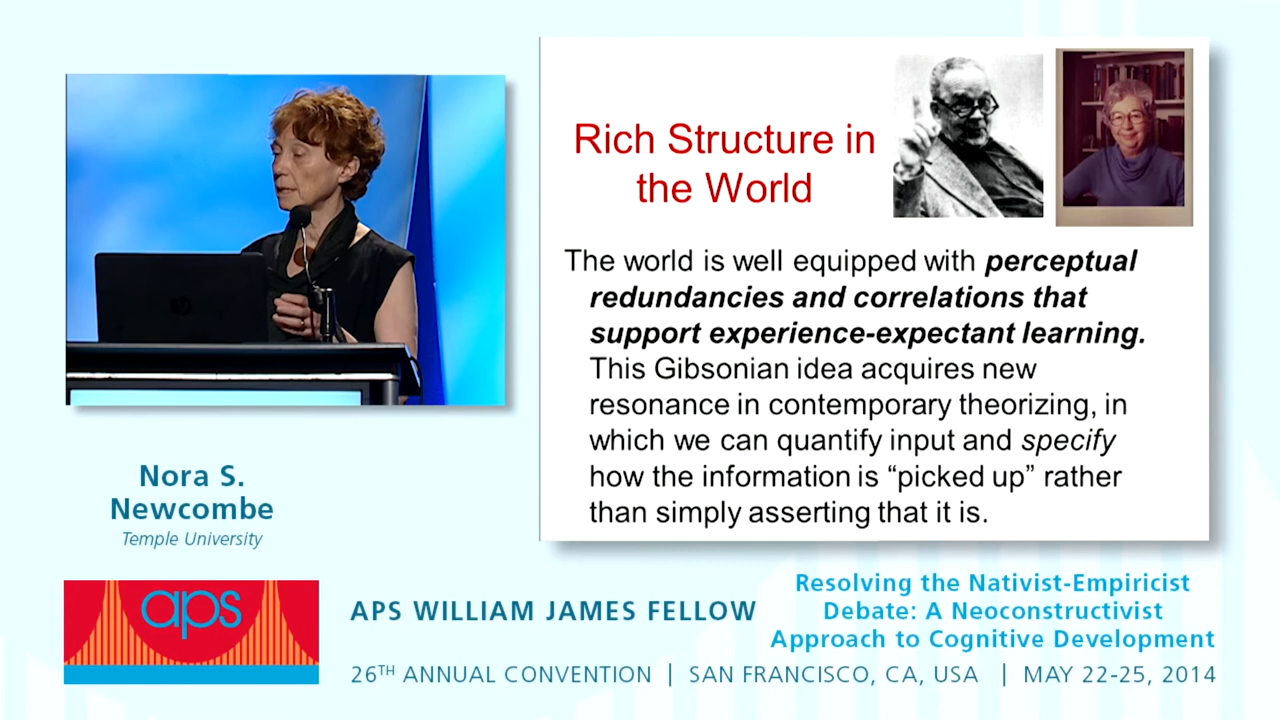 Rich Structure in
the World
The world is well equipped with perceptual
redundancies and correlations that
support experience-expectant learning.
This Gibsonian idea acquires new
resonance in contemporary theorizing, in
which we can quantify input and specify
how the information is “picked up” rather
than simply asserting that it is.
Nora S.
Newcombe
Temple University
aps
APS WILLIAM JAMES FELLOW
Resolving the Nativist-Empiricist
Debate: A Neoconstructivist
Approach to Cognitive Development
26TH ANNUAL CONVENTION | SAN FRANCISCO, CA, USA | MAY 22-25, 2014